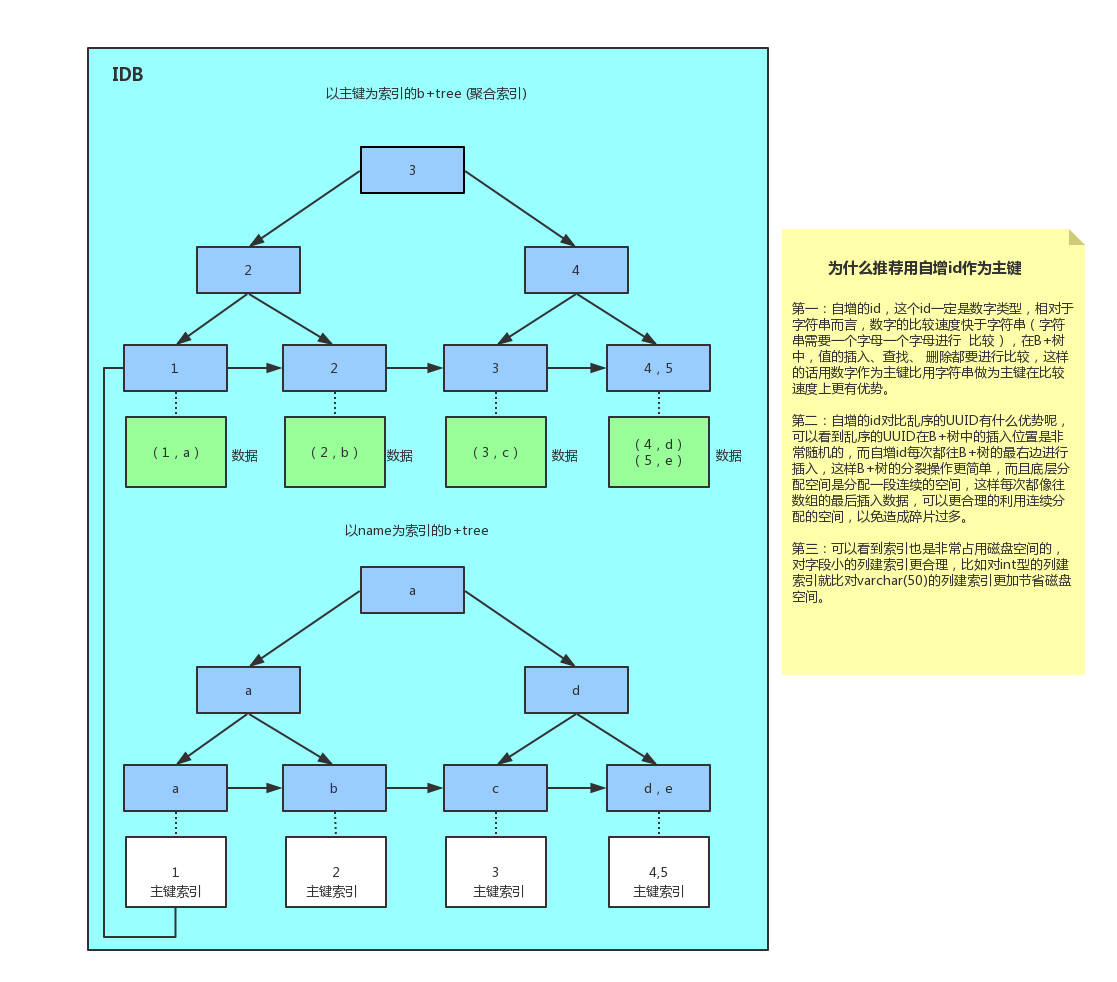 IDB
以主键为索引的b+tree (聚合索引)
3
2
4
1
2
3
4，5
（1，a）
数据
（2，b）
数据
（3，c）
数据
（4，d）
（5，e）
数据
以name为索引的b+tree
a
a
d
a
b
c
d，e
1
主键索引
2
主键索引
3
主键索引
4,5
主键索引
为什么推荐用自增id作为主键
第一：自增的id，这个id一定是数字类型，相对于
字符串而言，数字的比较速度快于字符串（字符
串需要一个字母一个字母进行 比较），在B+树
中，值的插入、查找、 删除都要进行比较，这样
的话用数字作为主键比用字符串做为主键在比较
速度上更有优势。
第二：自增的id对比乱序的UUID有什么优势呢，
可以看到乱序的UUID在B+树中的插入位置是非
常随机的，而自增id每次都往B+树的最右边进行
插入，这样B+树的分裂操作更简单，而且底层分
配空间是分配一段连续的空间，这样每次都像往
数组的最后插入数据，可以更合理的利用连续分
配的空间，以免造成碎片过多。
第三：可以看到索引也是非常占用磁盘空间的，
对字段小的列建索引更合理，比如对int型的列建
索引就比对varchar(50)的列建索引更加节省磁盘
空间。